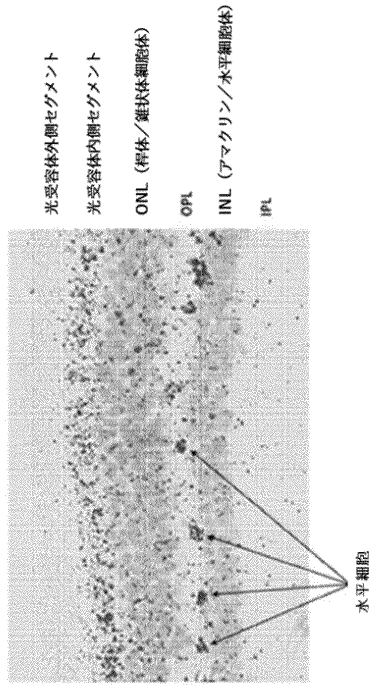 光受容体外側セグメント
光受容体内側セグメント
ONL（桿体／錐状体細胞体）
OPL
INL（アマクリン／水平細胞体）
IPL
水平細胞